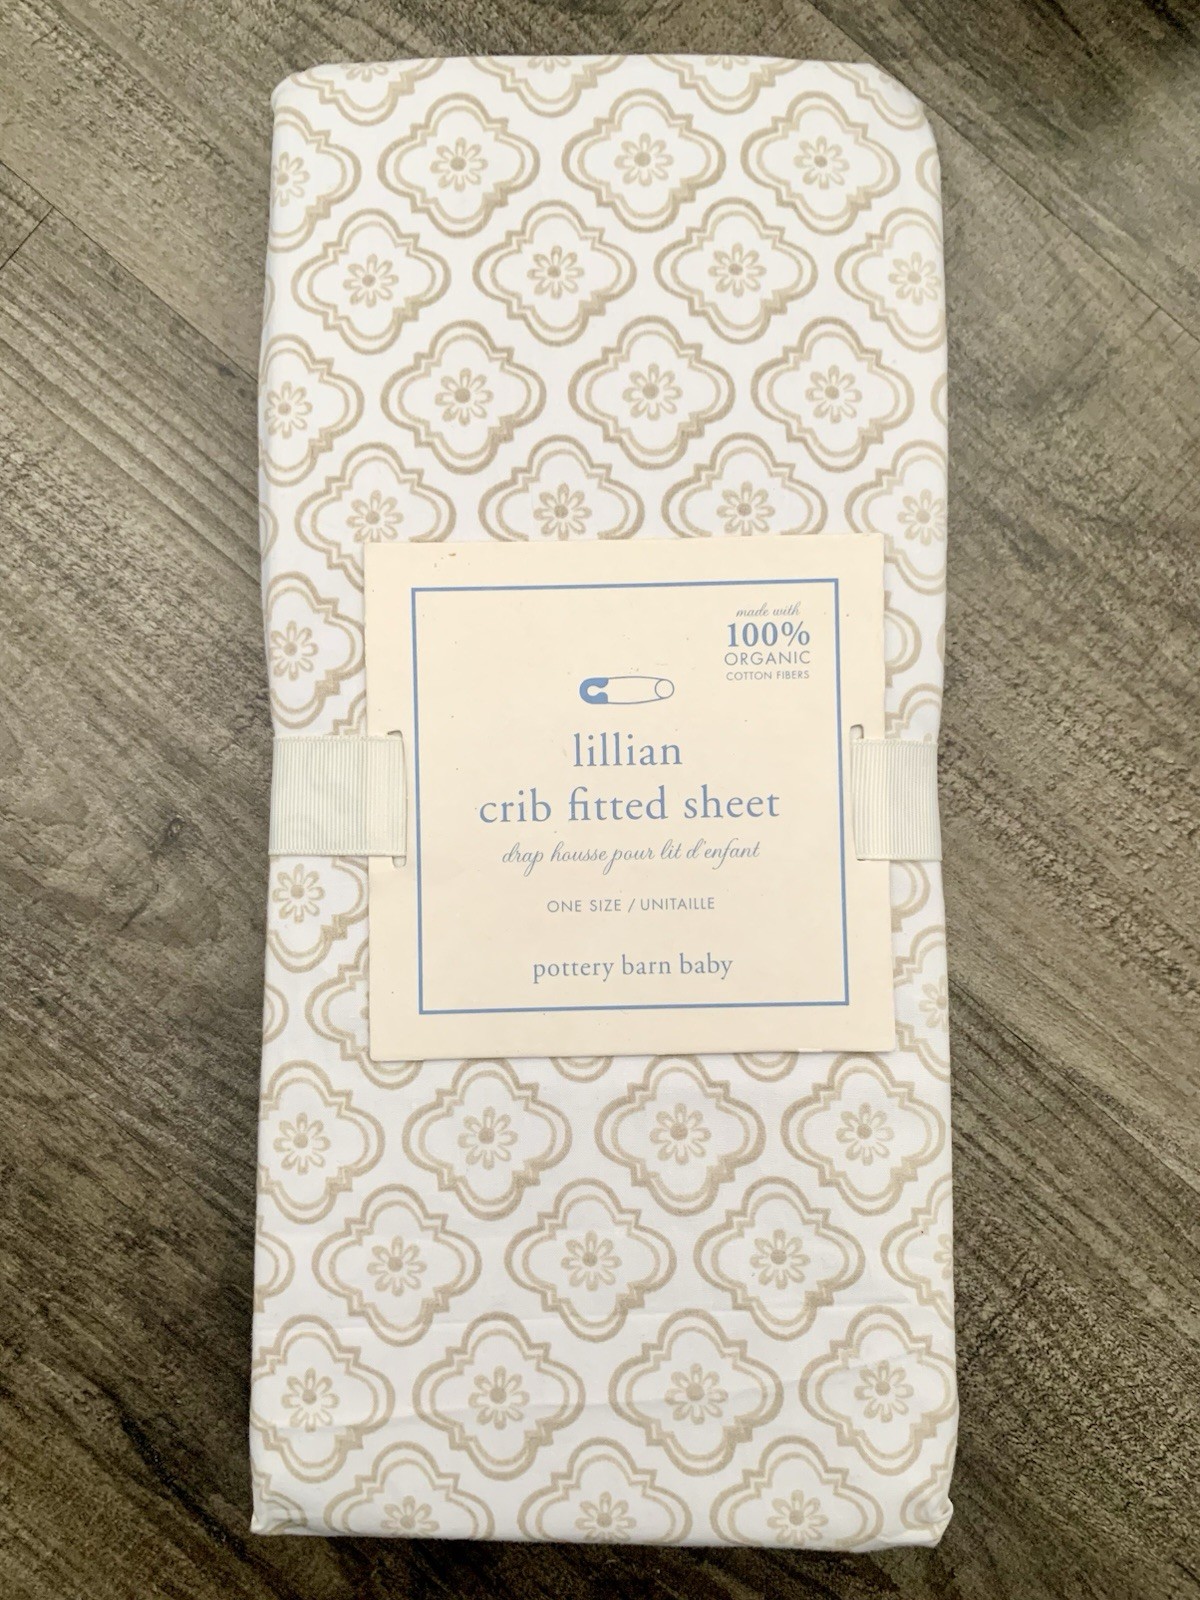 made with
100%
ORGANIC
COTTON FIBERS
lillian
crib fitted sheet
drap housse pour lit d'enfant
ONE SIZE / UNITAILLE
pottery barn baby